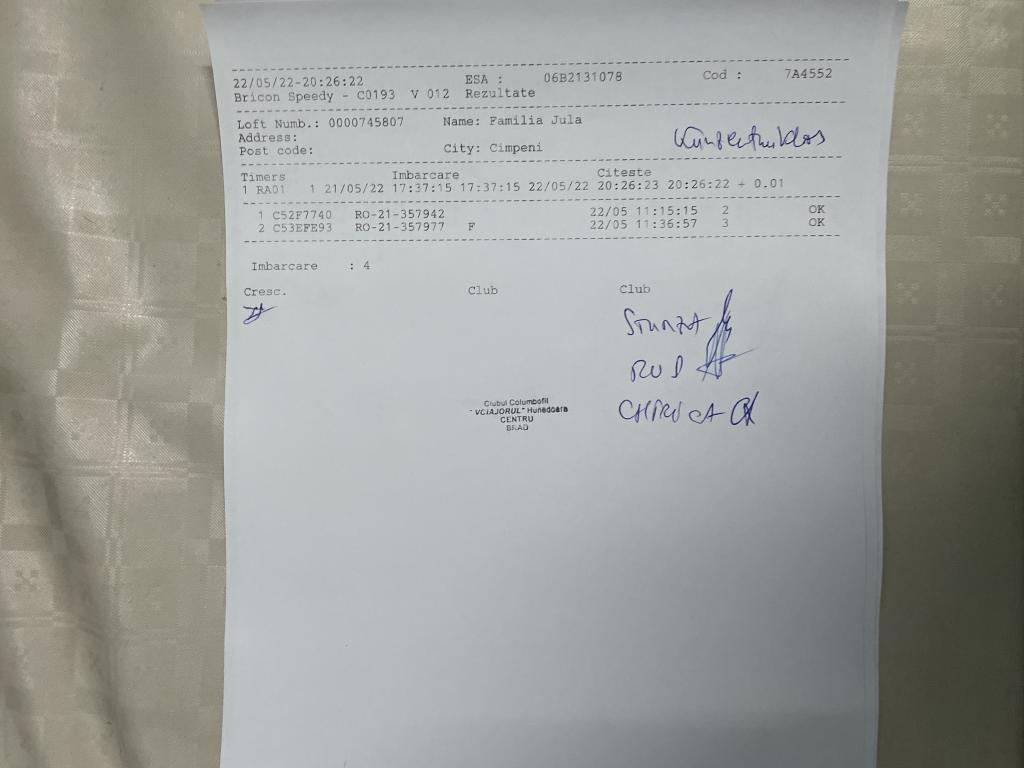 22/05/22-20:26:22 ESA : 06B2131078 Cod : 7A4552
Bricon Speedy - C0193 V 012 Rezultate
Loft Numb.: 0000745807 Name: Familia Jula
Address:
Post code: City: Cimpeni
Timers Imbarcare Citeste
1 RA01 1 21/05/22 17:37:15 17:37:15 22/05/22 20:26:23 20:26:22 + 0.01
1 C52F7740 RO-21-357942 22/05 11:15:15 2 OK
2 C53EFE93 RO-21-357977 F 22/05 11:36:57 3 OK
Imbarcare : 4
Cresc. Club Club
STURZA
RUS
CHIRICA
Clubul Columbofil
"VCIAJORUL" Hunedoara
CENTRU
BRAD